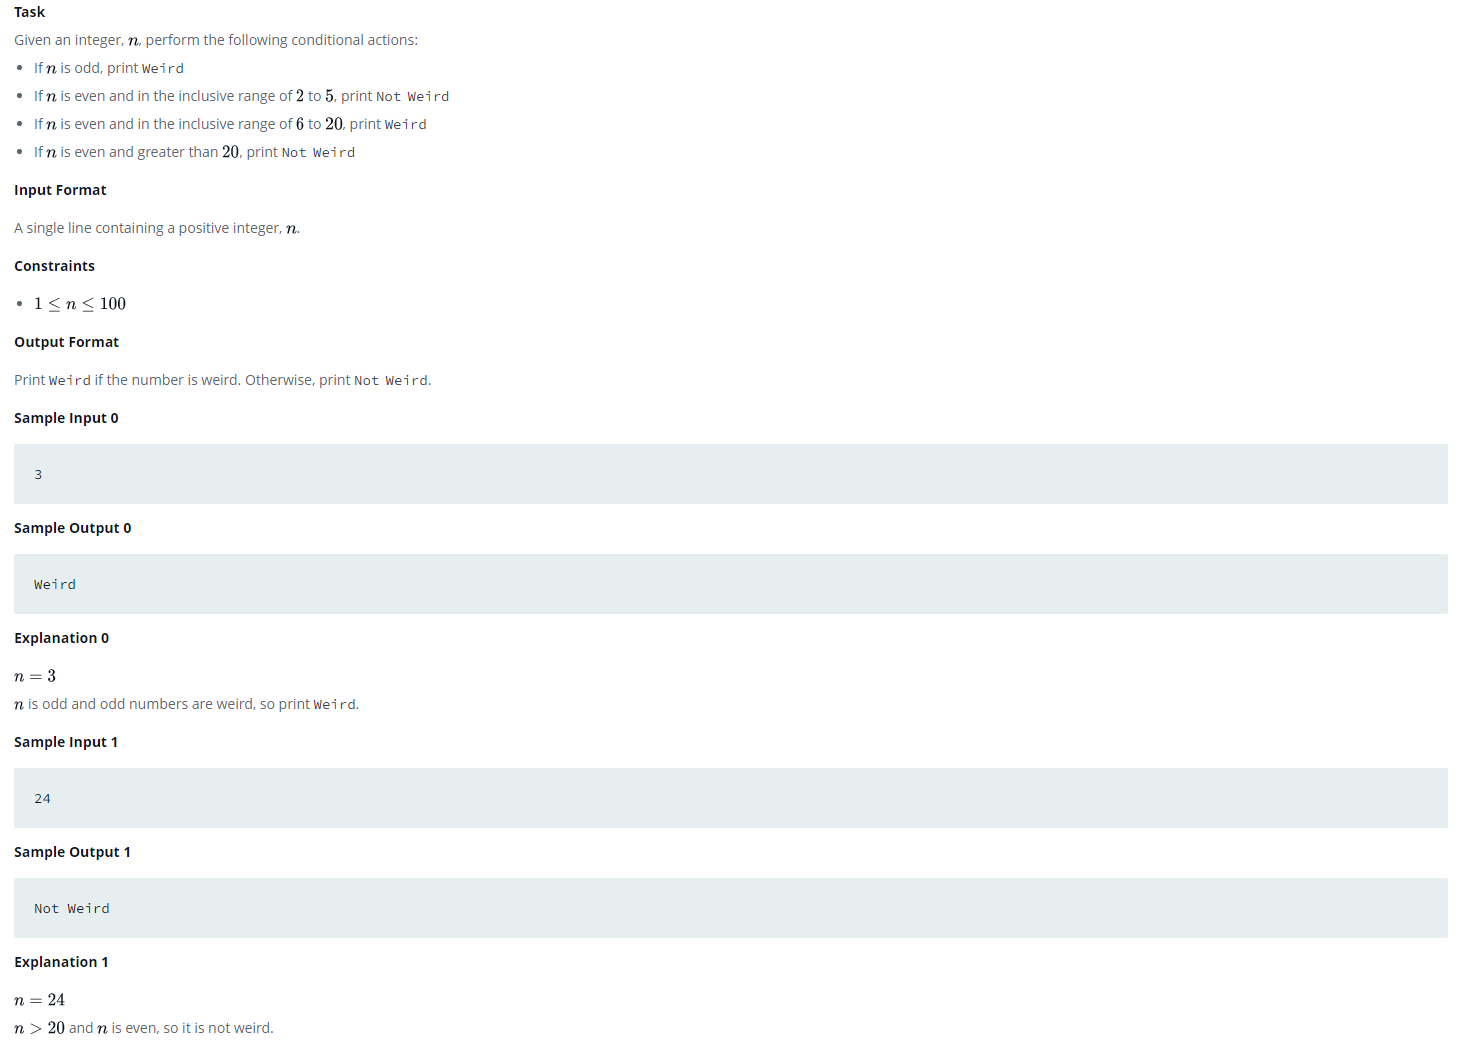 Task
Given an integer, n, perform the following conditional actions:
• If n is odd, print Weird
• If n is even and in the inclusive range of 2 to 5, print Not Weird
• If n is even and in the inclusive range of 6 to 20, print Weird
• If n is even and greater than 20, print Not Weird
Input Format
A single line containing a positive integer, n.
Constraints
• 1 ≤ n ≤ 100
Output Format
Print Weird if the number is weird. Otherwise, print Not Weird.
Sample Input 0
3
Sample Output 0
Weird
Explanation 0
n = 3
n is odd and odd numbers are weird, so print Weird.
Sample Input 1
24
Sample Output 1
Not Weird
Explanation 1
n = 24
n > 20 and n is even, so it is not weird.